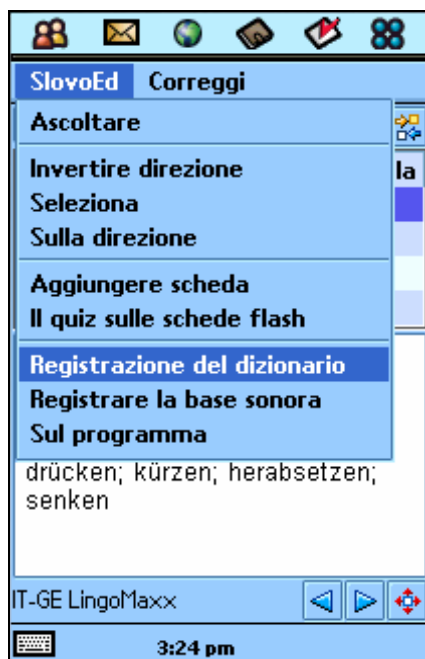 SlovoEd Correggi
Ascoltare
la
Invertire direzione
Seleziona
Sulla direzione
Aggiungere scheda
Il quiz sulle schede flash
Registrazione del dizionario
Registrare la base sonora
Sul programma
drücken; kürzen; herabsetzen;
senken
IT-GE LingoMaxx
3:24 pm